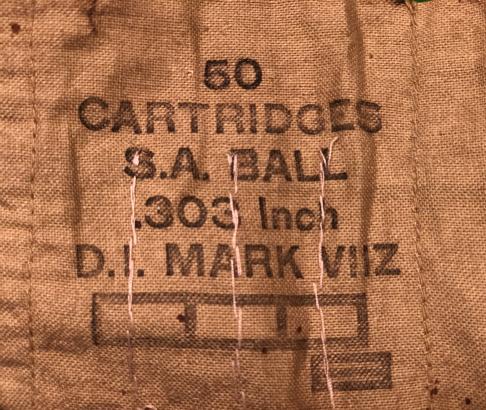 50
CARTRIDGES
S.A. BALL
.303 Inch
D.I. MARK VIIZ